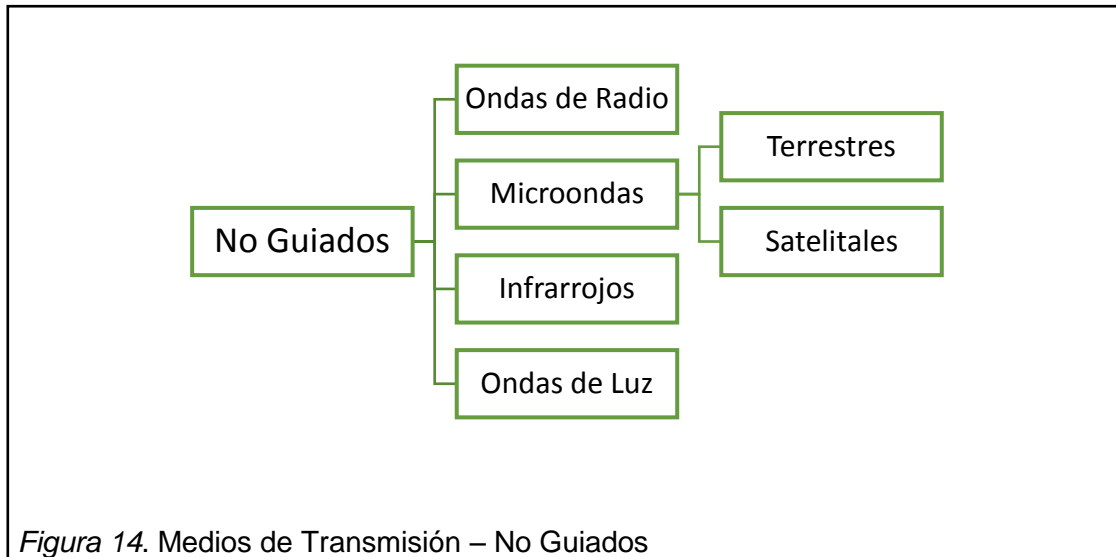 No Guiados
Ondas de Radio
Microondas
Infrarrojos
Ondas de Luz
Terrestres
Satelitales
Figura 14. Medios de Transmisión – No Guiados